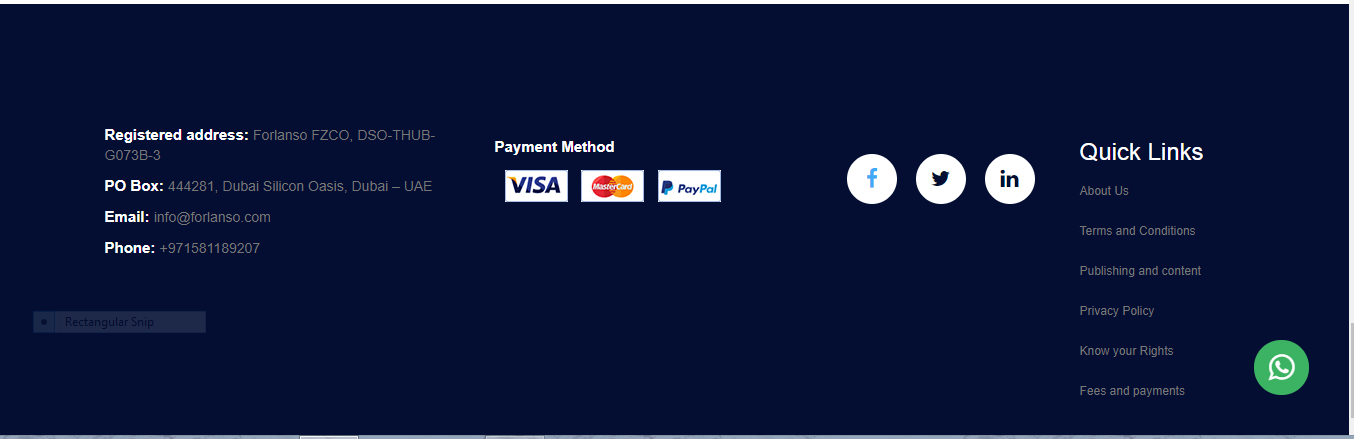 Registered address: Forlanso FZCO, DSO-THUB-
G073B-3
PO Box: 444281, Dubai Silicon Oasis, Dubai – UAE
Email: info@forlanso.com
Phone: +971581189207
Rectangular Snip
Payment Method
VISA MasterCard PayPal
Quick Links
About Us
Terms and Conditions
Publishing and content
Privacy Policy
Know your Rights
Fees and payments